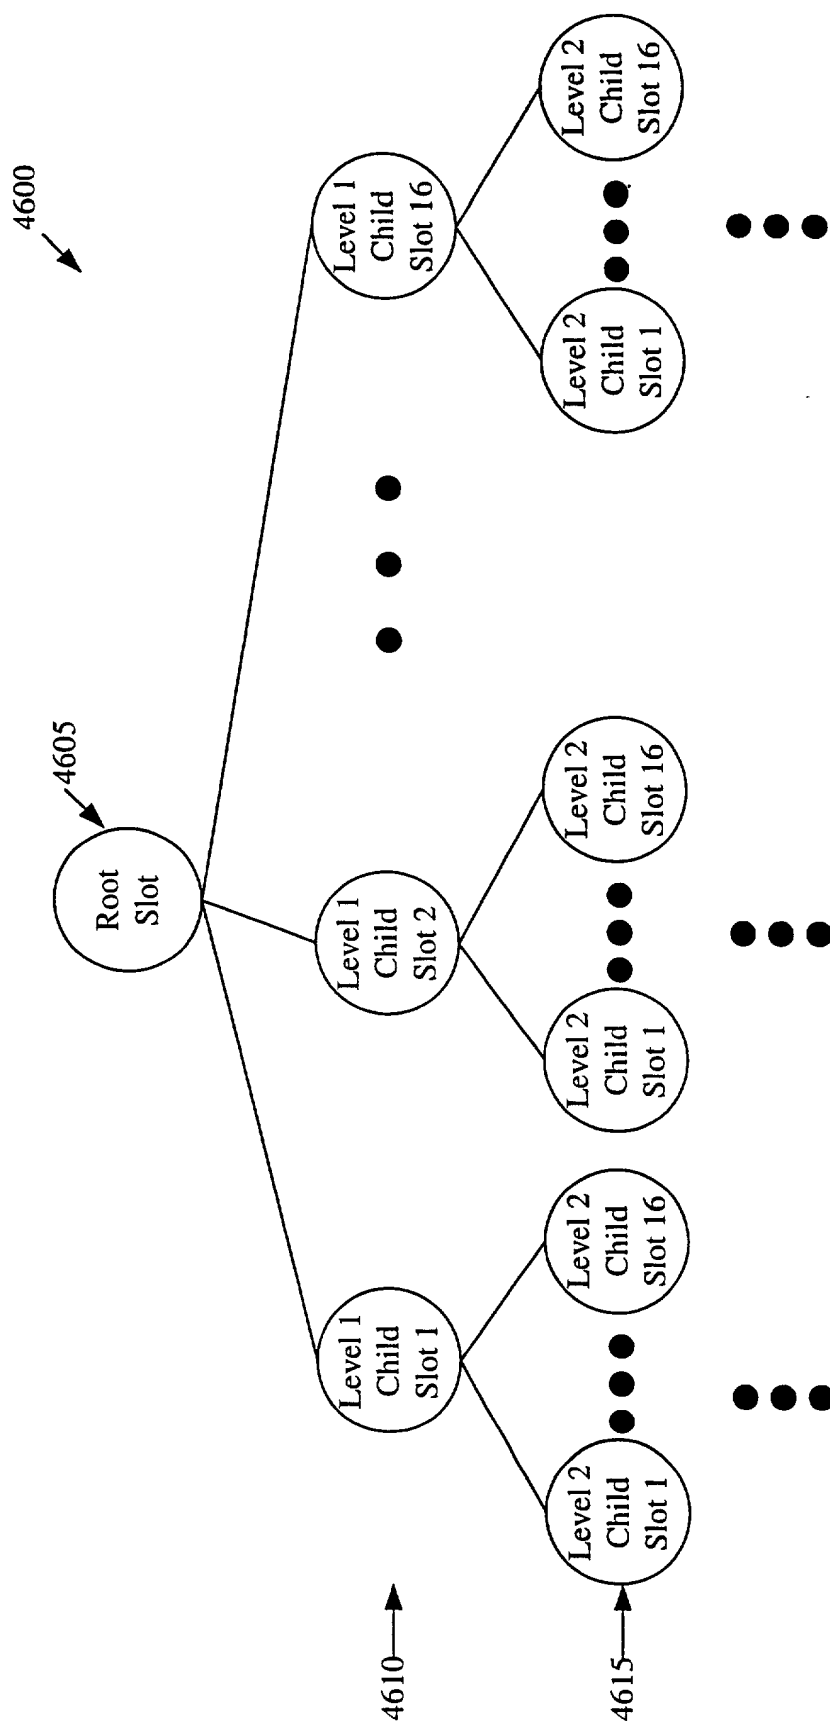 4600
4605
Root
Slot
4610
Level 1
Child
Slot 1
Level 1
Child
Slot 2
Level 1
Child
Slot 16
4615
Level 2
Child
Slot 1
Level 2
Child
Slot 16
Level 2
Child
Slot 1
Level 2
Child
Slot 16
Level 2
Child
Slot 1
Level 2
Child
Slot 16